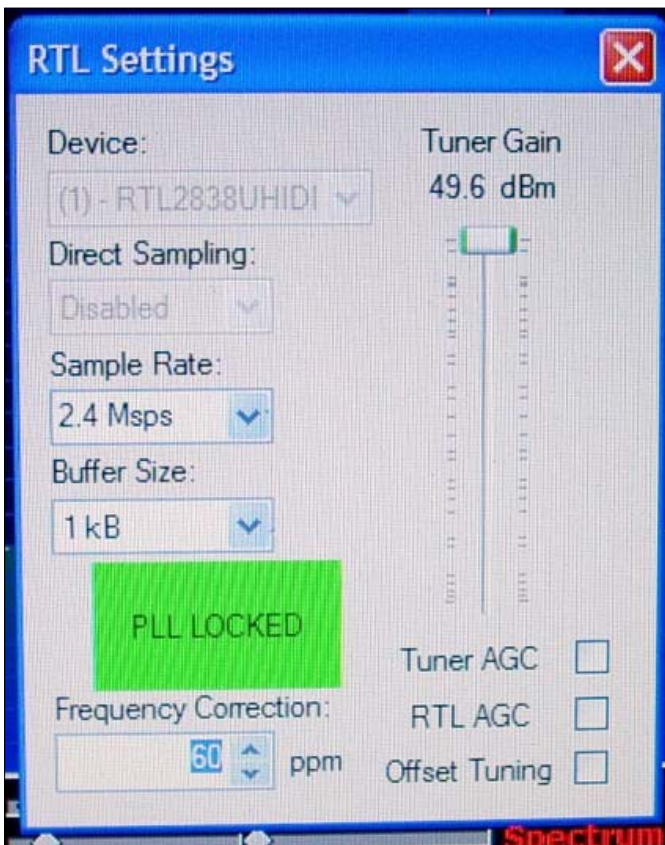 RTL Settings
Device:
(1) - RTL2838UHIDI
Direct Sampling:
Disabled
Sample Rate:
2.4 Msps
Buffer Size:
1 kB
PLL LOCKED
Frequency Correction:
60 ppm
Tuner Gain
49.6 dBm
Tuner AGC
RTL AGC
Offset Tuning
Spectrum